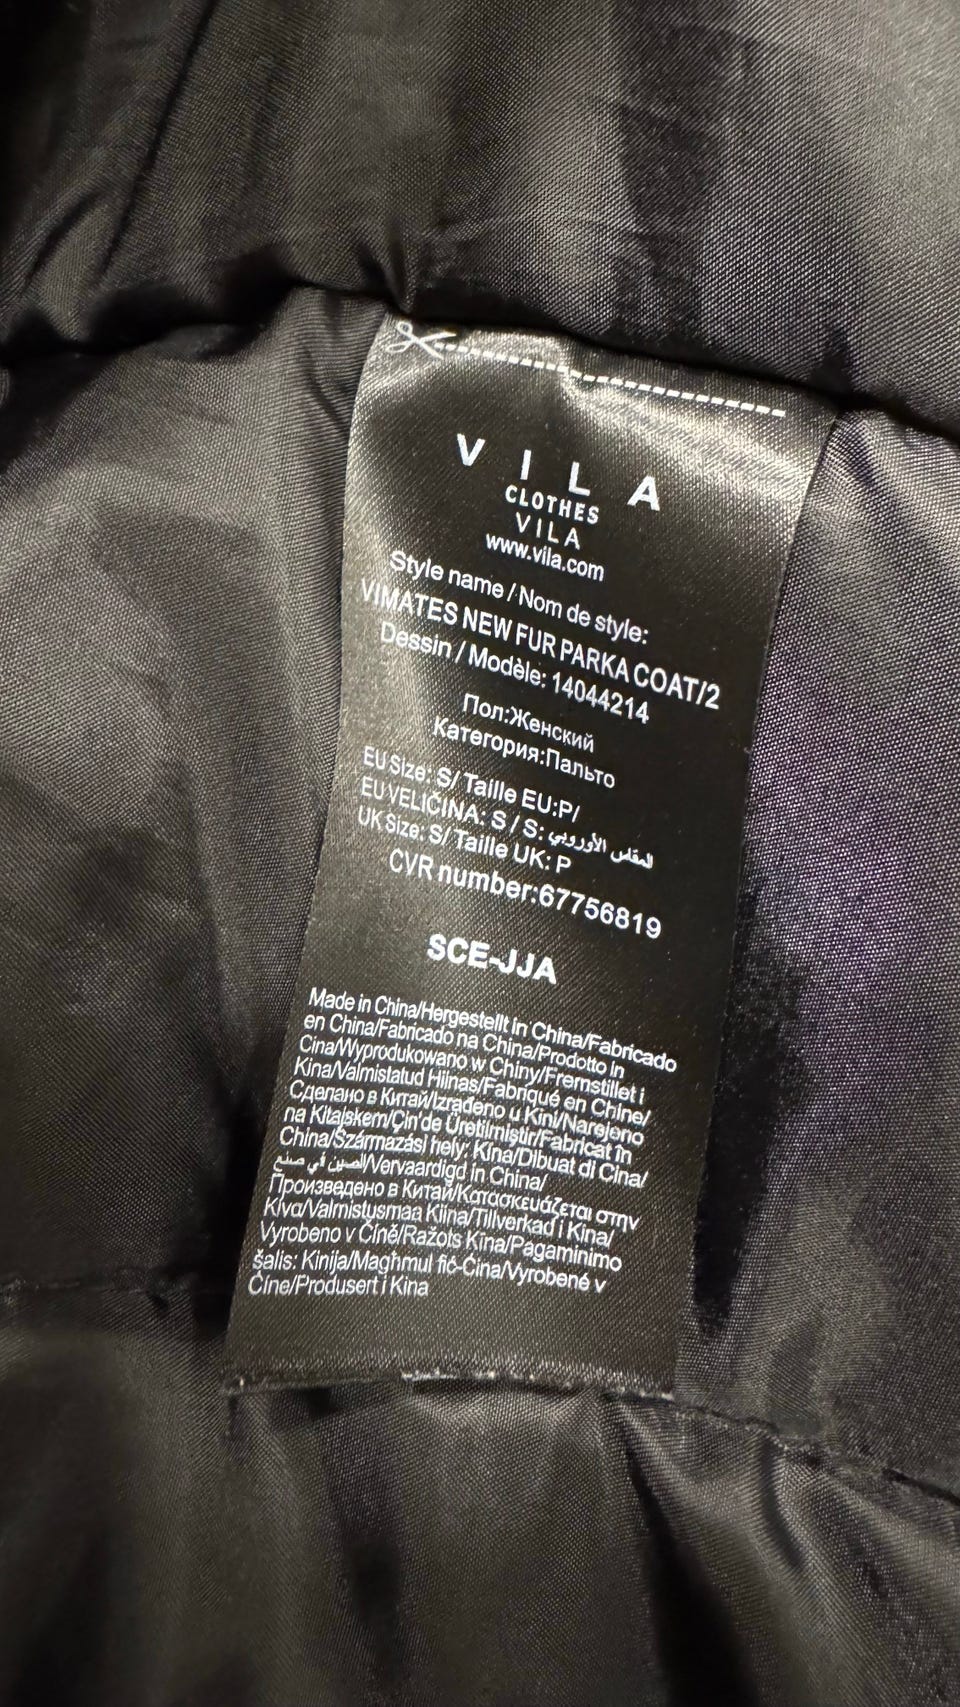 V I L A
CLOTHES
VILA
www.vila.com
Style name / Nom de style:
VIMATES NEW FUR PARKA COAT/2
Dessin / Modèle: 14044214
Пол:Женский
Категория:Пальто
EU Size: S/ Taille EU:P/
EU VELIČINA: S / S: المقاس الأوروبي
UK Size: S/ Taille UK: P
CVR number:67756819
SCE-JJA
Made in China/Hergestellt in China/Fabricado
en China/Fabricado na China/Prodotto in
Cina/Wyprodukowano w Chiny/Fremstillet i
Kina/Valmistatud Hiinas/Fabriqué en Chine/
Сделано в Китай/Izrađeno u Kini/Narejeno
na Kitajskem/Çin'de Üretilmiştir/Fabricat în
China/Származási hely: Kína/Dibuat di Cina/
الصين في صنع/Vervaardigd in China/
Произведено в Китай/Κατασκευάζεται στην
Κίνα/Valmistusmaa Kiina/Tillverkad i Kina/
Vyrobeno v Číně/Ražots Ķīna/Pagaminimo
šalis: Kinija/Magħmul fiċ-Ċina/Vyrobené v
Číne/Produsert i Kina